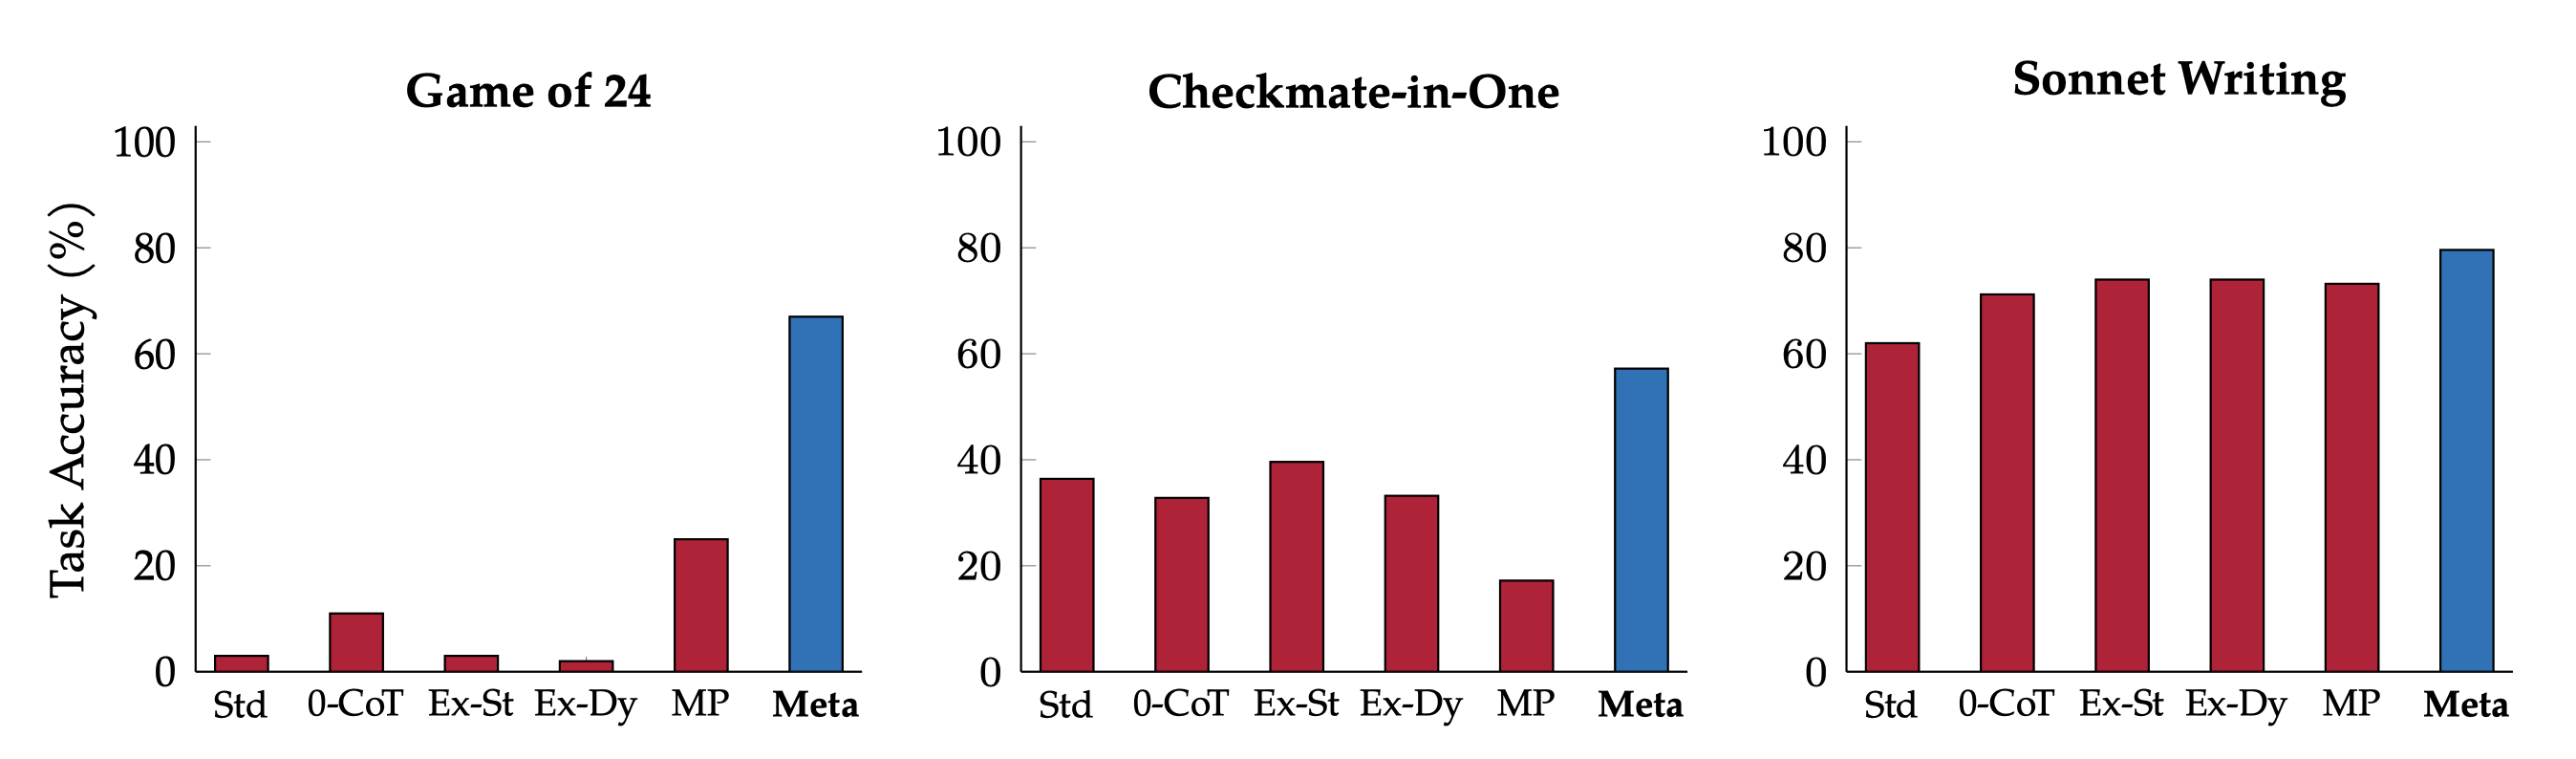 Game of 24
Task Accuracy (%)
100
80
60
40
20
0
Std 0-CoT Ex-St Ex-Dy MP Meta
Checkmate-in-One
100
80
60
40
20
0
Std 0-CoT Ex-St Ex-Dy MP Meta
Sonnet Writing
100
80
60
40
20
0
Std 0-CoT Ex-St Ex-Dy MP Meta